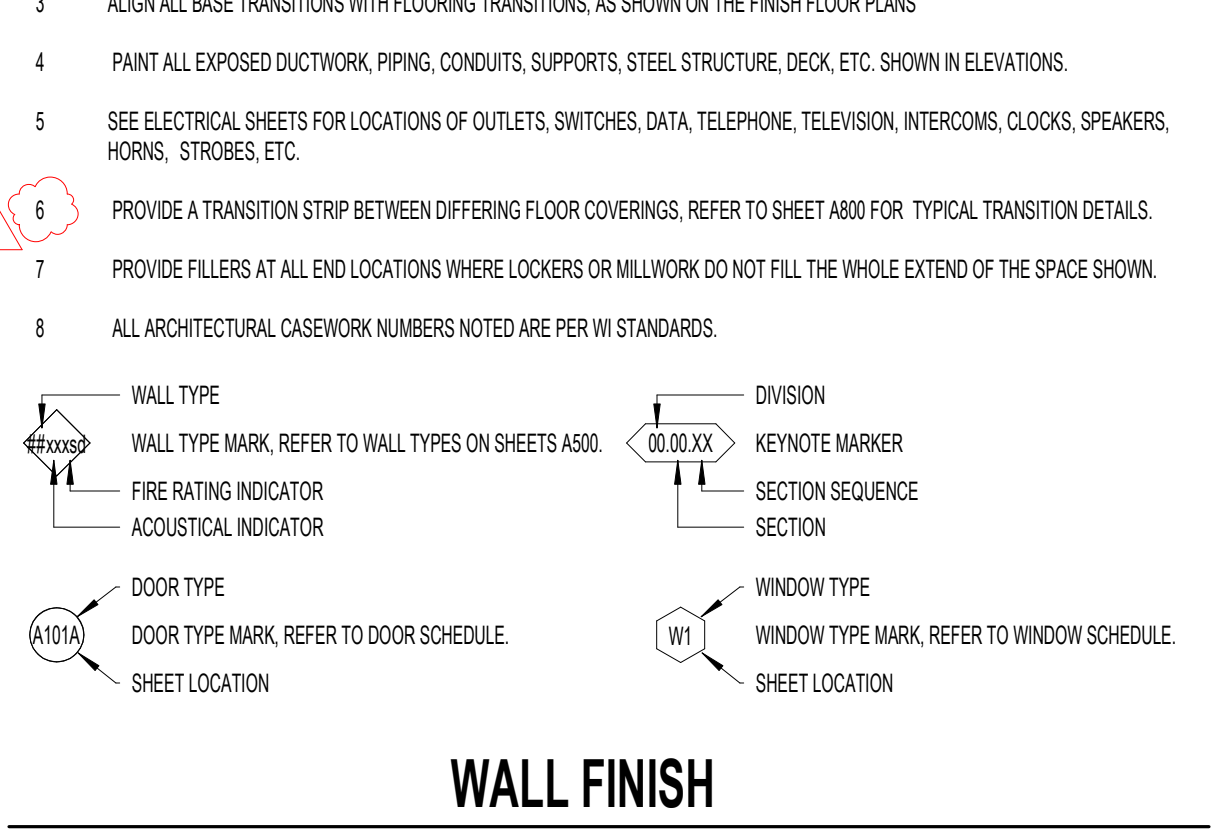 3 ALIGN ALL BASE TRANSITIONS WITH FLOORING TRANSITIONS, AS SHOWN ON THE FINISH FLOOR PLANS
4 PAINT ALL EXPOSED DUCTWORK, PIPING, CONDUITS, SUPPORTS, STEEL STRUCTURE, DECK, ETC. SHOWN IN ELEVATIONS.
5 SEE ELECTRICAL SHEETS FOR LOCATIONS OF OUTLETS, SWITCHES, DATA, TELEPHONE, TELEVISION, INTERCOMS, CLOCKS, SPEAKERS,
HORNS, STROBES, ETC.
6 PROVIDE A TRANSITION STRIP BETWEEN DIFFERING FLOOR COVERINGS, REFER TO SHEET A800 FOR TYPICAL TRANSITION DETAILS.
7 PROVIDE FILLERS AT ALL END LOCATIONS WHERE LOCKERS OR MILLWORK DO NOT FILL THE WHOLE EXTEND OF THE SPACE SHOWN.
8 ALL ARCHITECTURAL CASEWORK NUMBERS NOTED ARE PER WI STANDARDS.
WALL TYPE
##xxxsd WALL TYPE MARK, REFER TO WALL TYPES ON SHEETS A500.
FIRE RATING INDICATOR
ACOUSTICAL INDICATOR
DIVISION
00.00.XX KEYNOTE MARKER
SECTION SEQUENCE
SECTION
DOOR TYPE
A101A DOOR TYPE MARK, REFER TO DOOR SCHEDULE.
SHEET LOCATION
WINDOW TYPE
W1 WINDOW TYPE MARK, REFER TO WINDOW SCHEDULE.
SHEET LOCATION
WALL FINISH